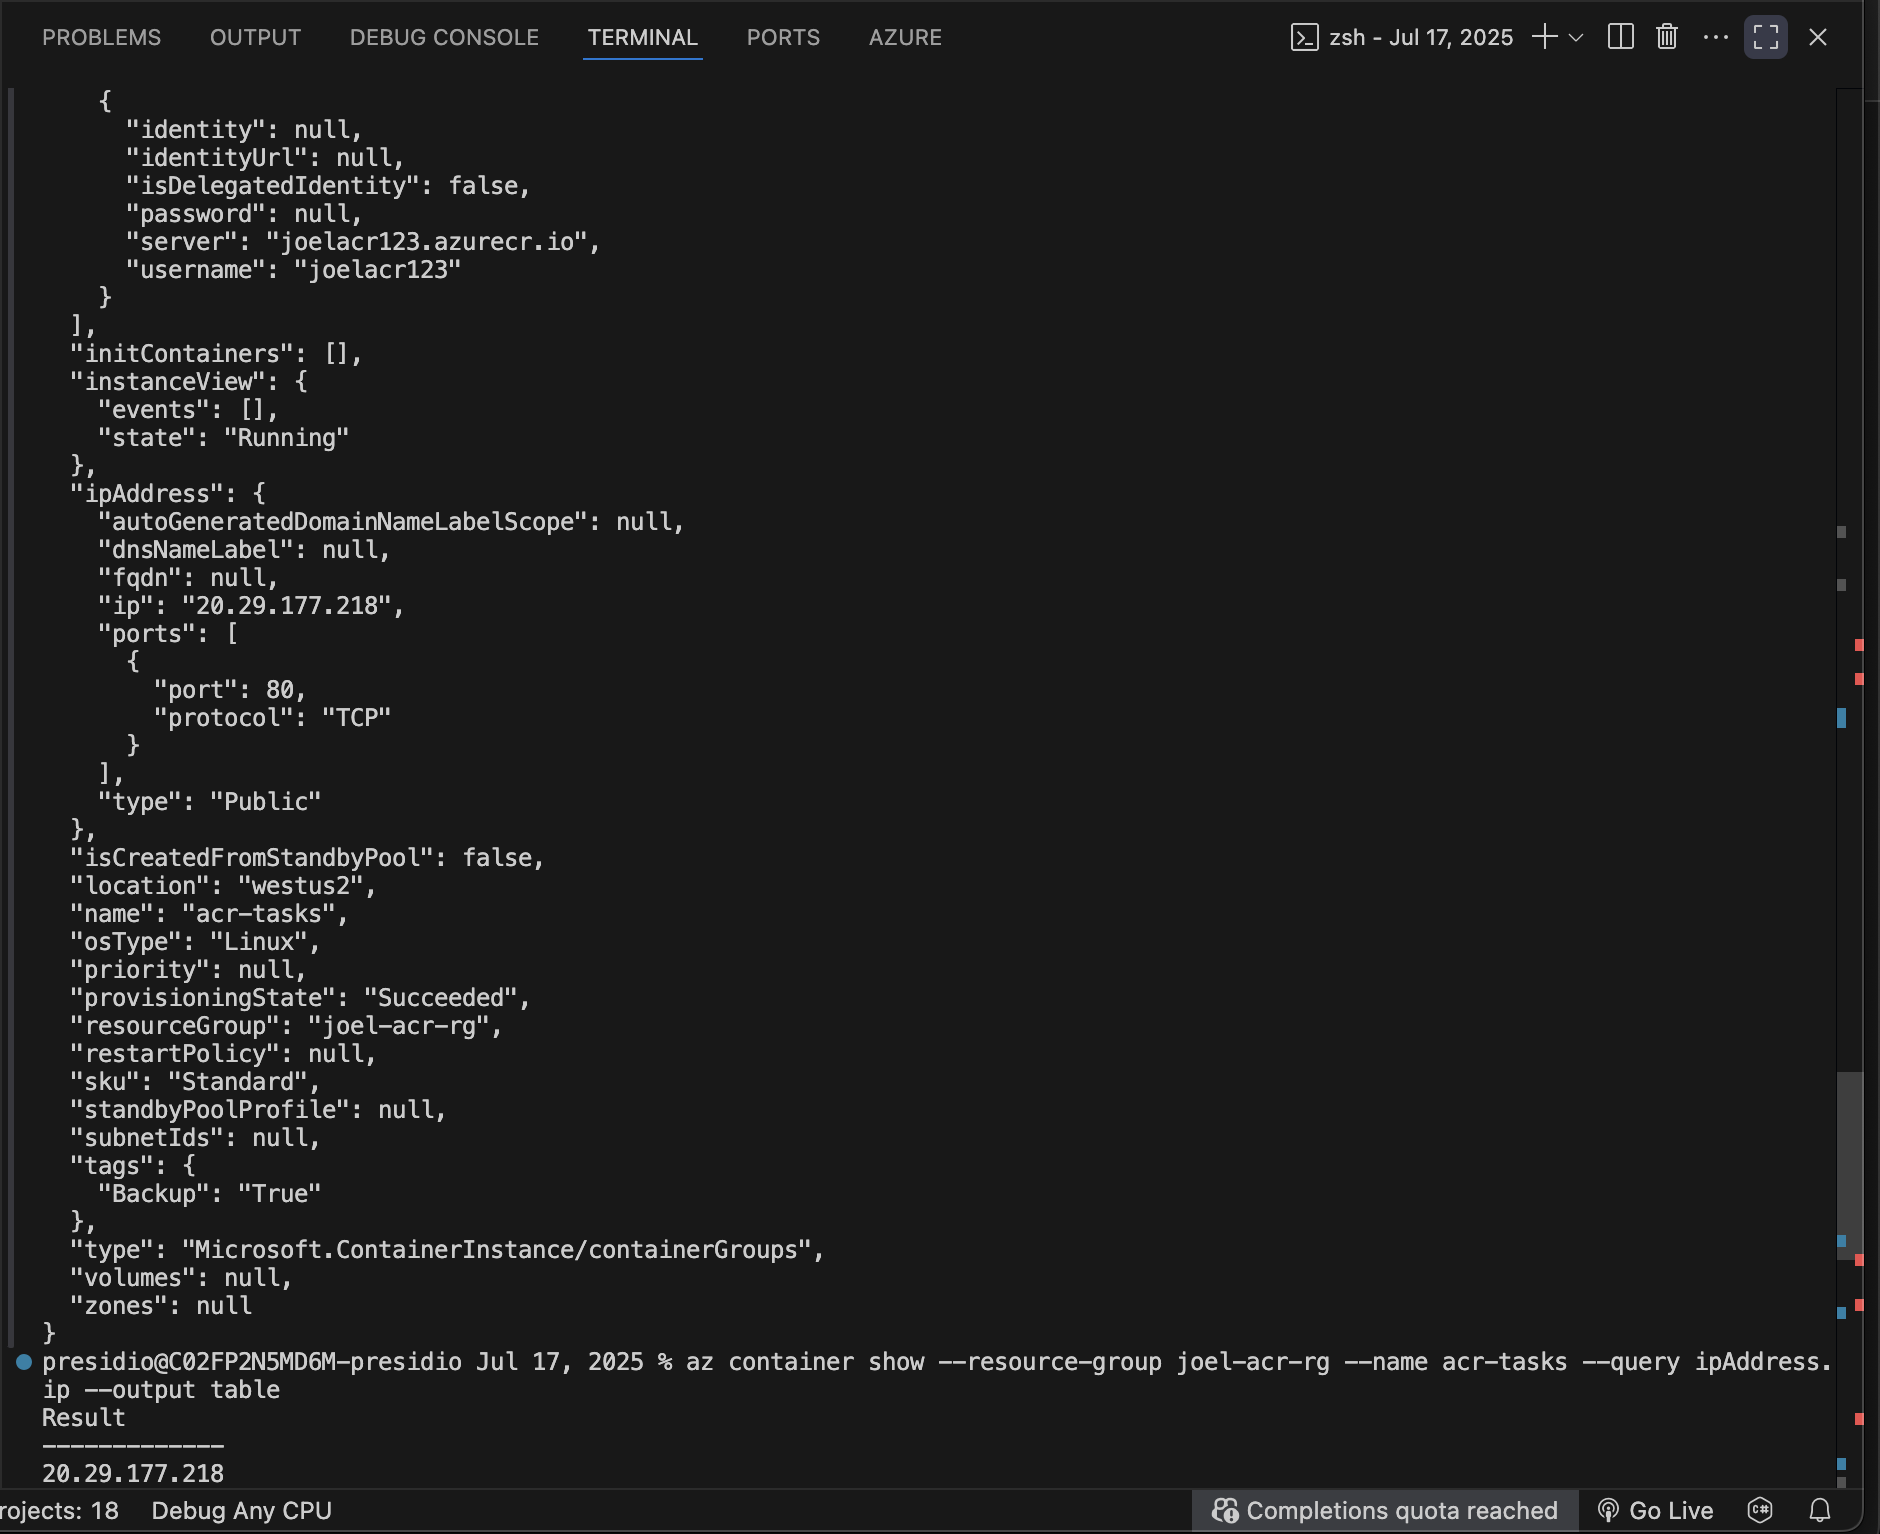 PROBLEMS OUTPUT DEBUG CONSOLE TERMINAL PORTS AZURE zsh - Jul 17, 2025
    {
      "identity": null,
      "identityUrl": null,
      "isDelegatedIdentity": false,
      "password": null,
      "server": "joelacr123.azurecr.io",
      "username": "joelacr123"
    }
  ],
  "initContainers": [],
  "instanceView": {
    "events": [],
    "state": "Running"
  },
  "ipAddress": {
    "autoGeneratedDomainNameLabelScope": null,
    "dnsNameLabel": null,
    "fqdn": null,
    "ip": "20.29.177.218",
    "ports": [
      {
        "port": 80,
        "protocol": "TCP"
      }
    ],
    "type": "Public"
  },
  "isCreatedFromStandbyPool": false,
  "location": "westus2",
  "name": "acr-tasks",
  "osType": "Linux",
  "priority": null,
  "provisioningState": "Succeeded",
  "resourceGroup": "joel-acr-rg",
  "restartPolicy": null,
  "sku": "Standard",
  "standbyPoolProfile": null,
  "subnetIds": null,
  "tags": {
    "Backup": "True"
  },
  "type": "Microsoft.ContainerInstance/containerGroups",
  "volumes": null,
  "zones": null
}
presidio@C02FP2N5MD6M-presidio Jul 17, 2025 % az container show --resource-group joel-acr-rg --name acr-tasks --query ipAddress.
ip --output table
Result
-------------
20.29.177.218
rojects: 18 Debug Any CPU Completions quota reached Go Live